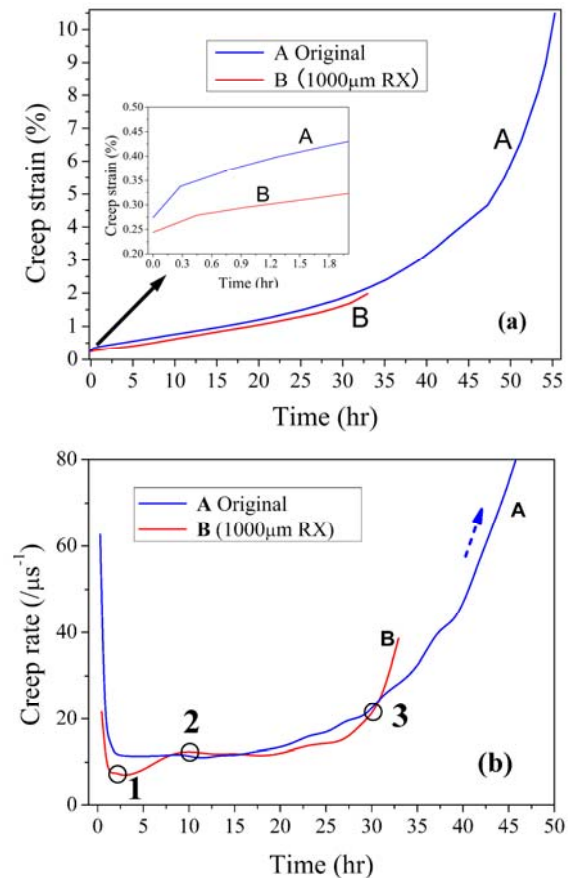 10
9
8
7
6
5
4
3
2
1
0
Creep strain (%)
A Original
B (1000μm RX)
0.50
0.45
0.40
0.35
0.30
0.25
0.20
Creep strain (%)
A
B
0.0 0.3 0.6 0.9 1.2 1.5 1.8
Time (hr)
A
B
(a)
0 5 10 15 20 25 30 35 40 45 50 55
Time (hr)
80
60
40
20
0
Creep rate (/μs⁻¹)
A Original
B (1000μm RX)
A
B
1
2
3
(b)
0 5 10 15 20 25 30 35 40 45 50
Time (hr)